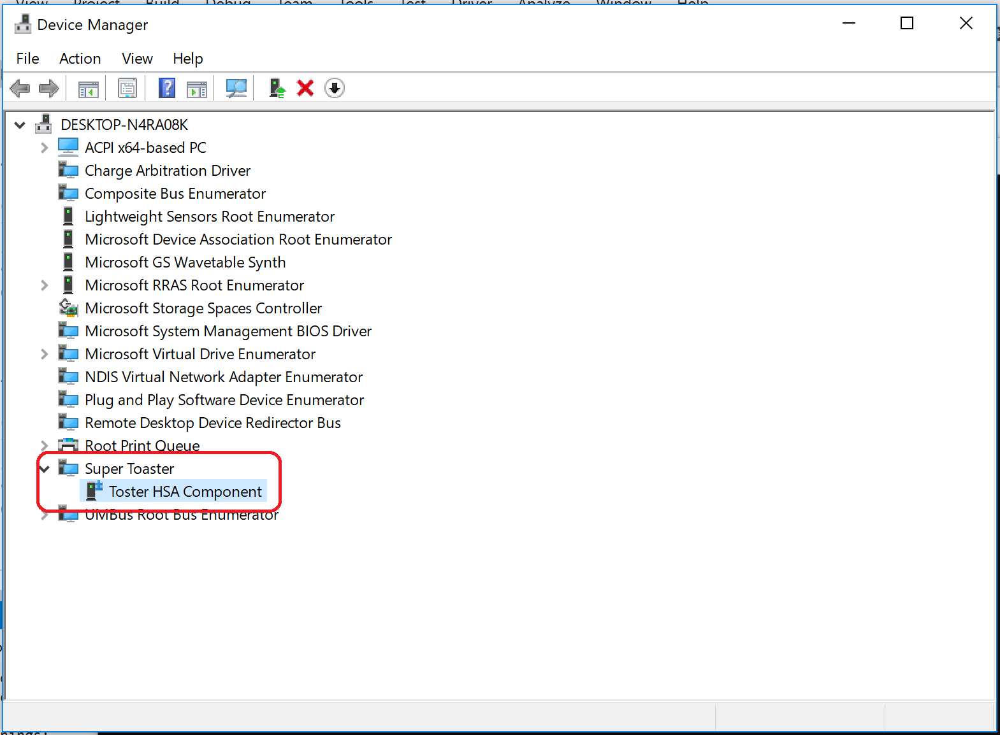 View Project Build Debug Team Tools Test Driver Analyze Window Help
Device Manager
File Action View Help
DESKTOP-N4RA08K
ACPI x64-based PC
Charge Arbitration Driver
Composite Bus Enumerator
Lightweight Sensors Root Enumerator
Microsoft Device Association Root Enumerator
Microsoft GS Wavetable Synth
Microsoft RRAS Root Enumerator
Microsoft Storage Spaces Controller
Microsoft System Management BIOS Driver
Microsoft Virtual Drive Enumerator
NDIS Virtual Network Adapter Enumerator
Plug and Play Software Device Enumerator
Remote Desktop Device Redirector Bus
Root Print Queue
Super Toaster
Toster HSA Component
UMBus Root Bus Enumerator